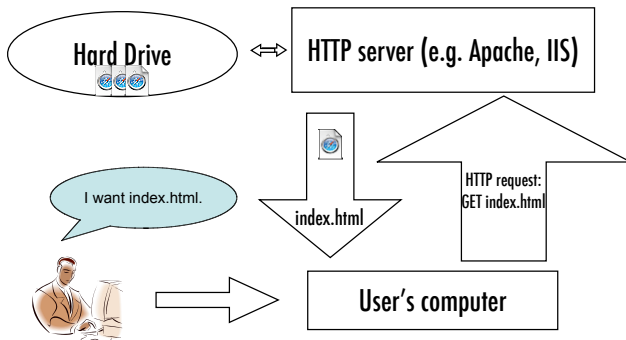 Hard Drive
HTTP server (e.g. Apache, IIS)
I want index.html.
index.html
HTTP request:
GET index.html
User's computer